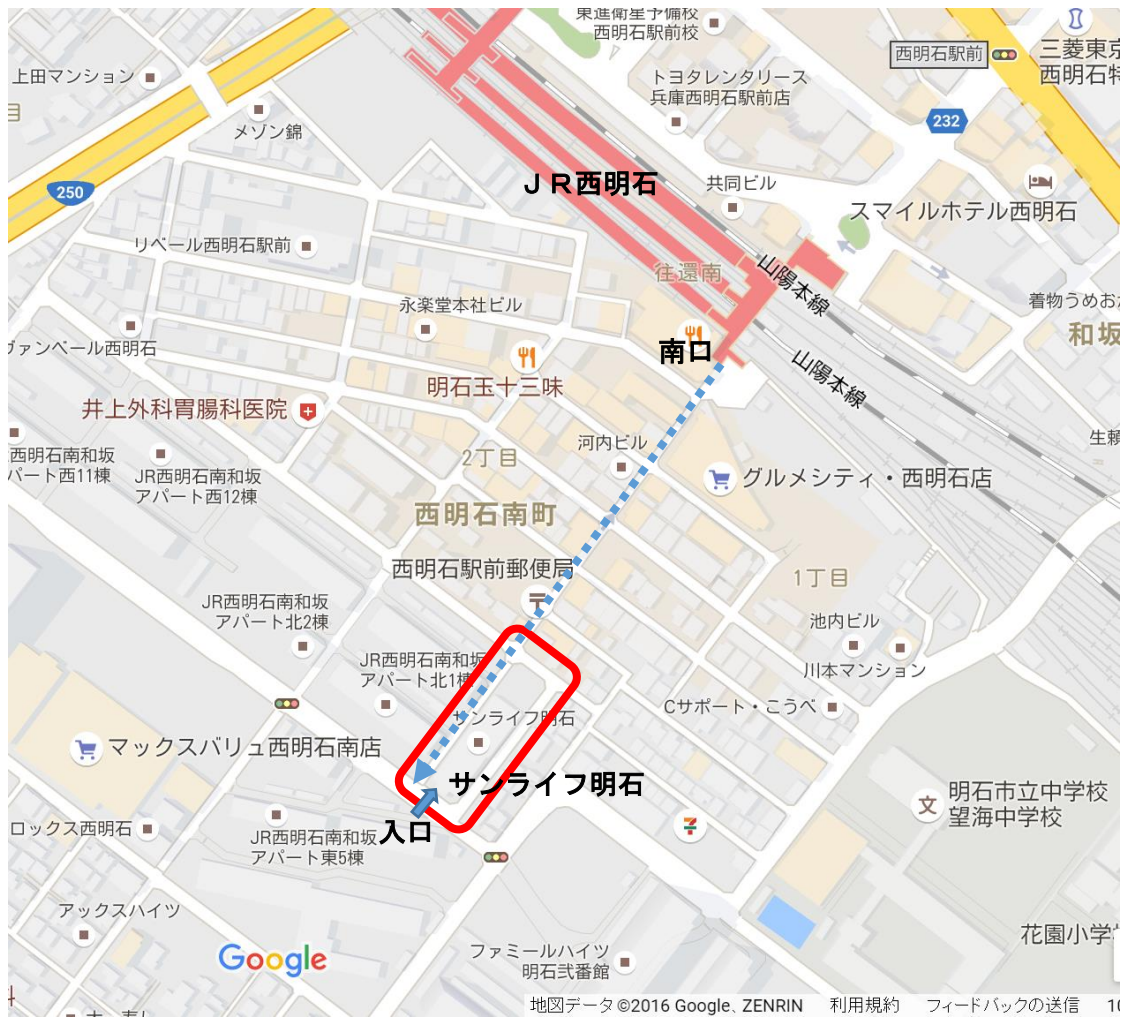 東進衛星予備校
西明石駅前校
西明石駅前
三菱東京
西明石特
上田マンション
トヨタレンタリース
兵庫西明石駅前店
目
メゾン錦
232
250
ＪＲ西明石
共同ビル
スマイルホテル西明石
リベール西明石駅前
往還南
山陽本線
永楽堂本社ビル
着物うめお
和坂
ヴァンベール西明石
南口
山陽本線
明石玉十三味
井上外科胃腸科医院
生頼
西明石南和坂
パート西11棟
JR西明石南和坂
アパート西12棟
2丁目
河内ビル
グルメシティ・西明石店
西明石南町
西明石駅前郵便局
1丁目
JR西明石南和坂
アパート北2棟
池内ビル
JR西明石南和坂
アパート北1棟
川本マンション
Cサポート・こうべ
サンライフ明石
マックスバリュ西明石南店
サンライフ明石
明石市立中学校
望海中学校
入口
ロックス西明石
JR西明石南和坂
アパート東5棟
アックスハイツ
花園小学
Google
ファミールハイツ
明石弐番館
地図データ©2016 Google、ZENRIN 利用規約 フィードバックの送信 10